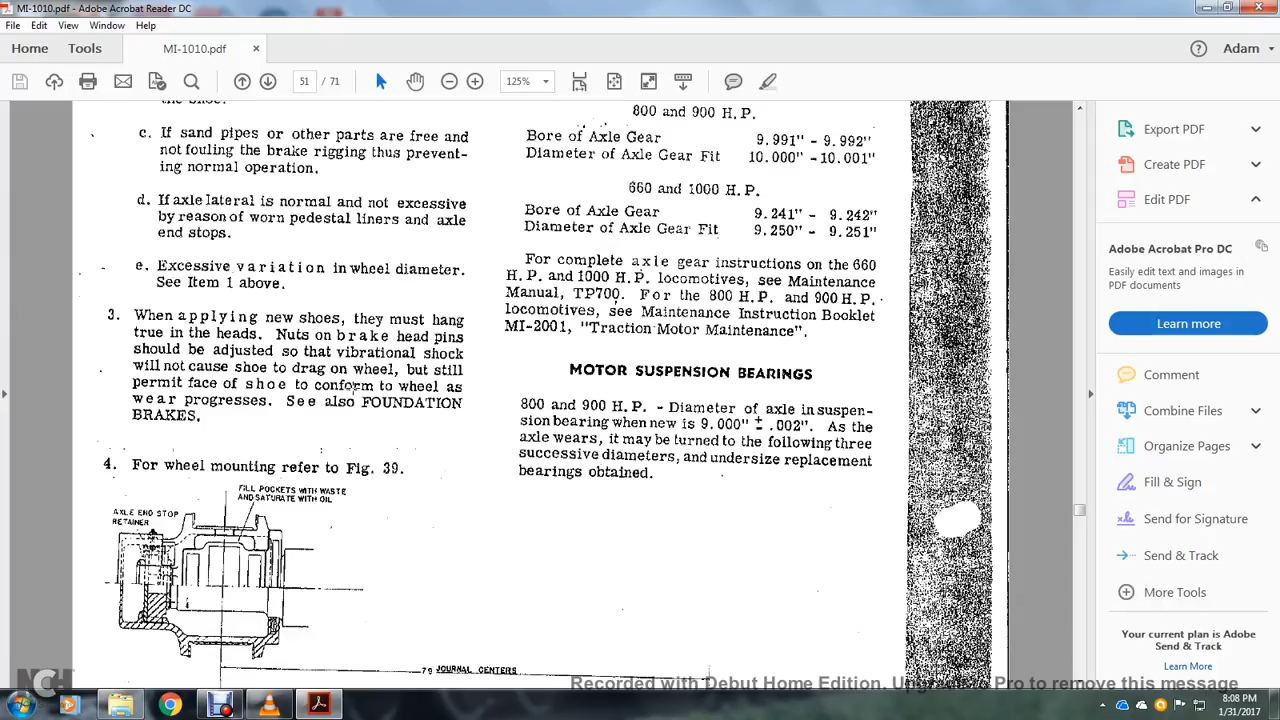 MI-1010.pdf - Adobe Acrobat Reader DC
File Edit View Window Help
Home Tools MI-1010.pdf × Adam
51 / 71 125%
the shoe.
c. If sand pipes or other parts are free and
not fouling the brake rigging thus prevent-
ing normal operation.
d. If axle lateral is normal and not excessive
by reason of worn pedestal liners and axle
end stops.
e. Excessive variation in wheel diameter.
See Item 1 above.
3. When applying new shoes, they must hang
true in the heads. Nuts on brake head pins
should be adjusted so that vibrational shock
will not cause shoe to drag on wheel, but still
permit face of shoe to conform to wheel as
wear progresses. See also FOUNDATION
BRAKES.
4. For wheel mounting refer to Fig. 39.
FILL POCKETS WITH WASTE
AND SATURATE WITH OIL
AXLE END STOP
RETAINER
79 JOURNAL CENTERS
800 and 900 H.P.
Bore of Axle Gear 9.991" - 9.992"
Diameter of Axle Gear Fit 10.000" -10.001"
660 and 1000 H.P.
Bore of Axle Gear 9.241" - 9.242"
Diameter of Axle Gear Fit 9.250" - 9.251"
For complete axle gear instructions on the 660
H.P. and 1000 H.P. locomotives, see Maintenance
Manual, TP700. For the 800 H.P. and 900 H.P.
locomotives, see Maintenance Instruction Booklet
MI-2001, "Traction Motor Maintenance".
MOTOR SUSPENSION BEARINGS
800 and 900 H.P. - Diameter of axle in suspen-
sion bearing when new is 9.000" ± .002". As the
axle wears, it may be turned to the following three
successive diameters, and undersize replacement
bearings obtained.
Export PDF
Create PDF
Edit PDF
Adobe Acrobat Pro DC
Easily edit text and images in
PDF documents
Learn more
Comment
Combine Files
Organize Pages
Fill & Sign
Send for Signature
Send & Track
More Tools
Your current plan is Adobe
Send & Track
Learn More
NCH
Recorded with Debut Home Edition. Upgrade to Pro to remove this message
8:08 PM
1/31/2017